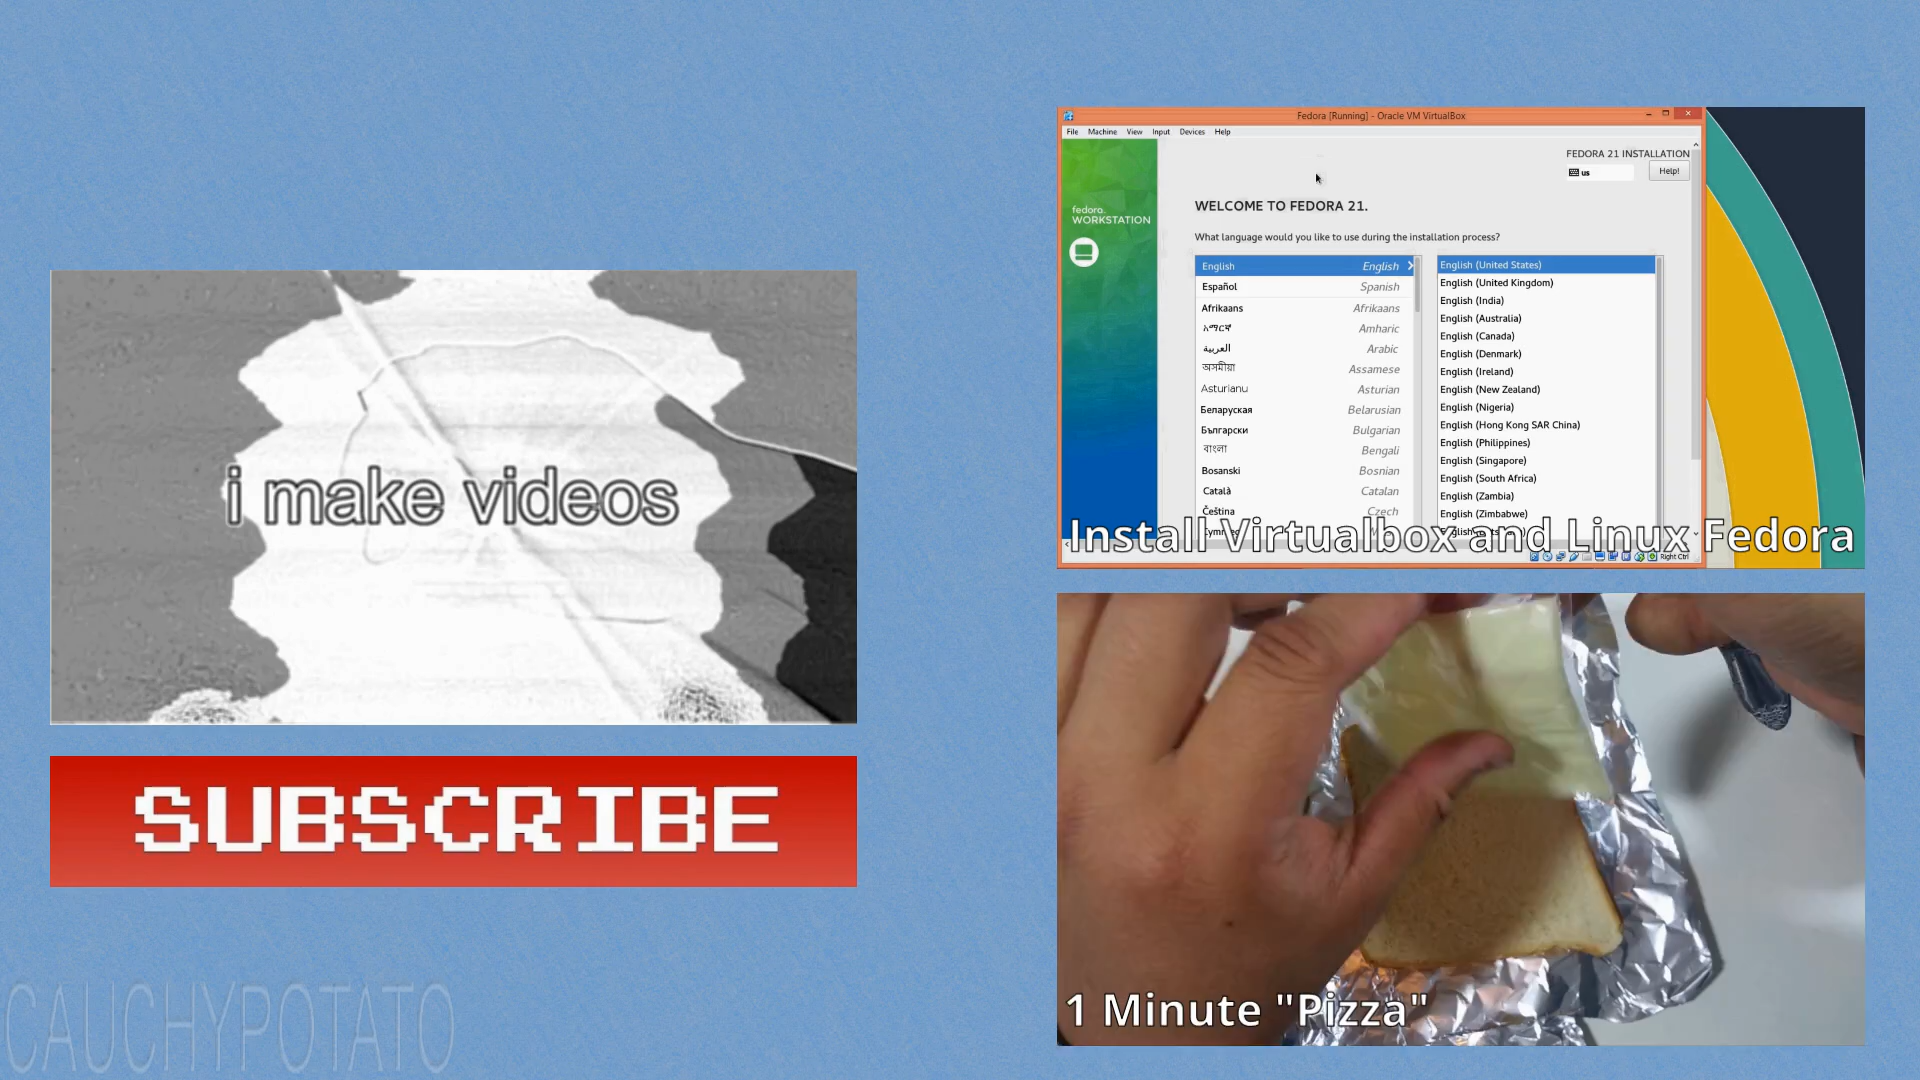 i make videos
SUBSCRIBE
CAUCHYPOTATO
Fedora [Running] - Oracle VM VirtualBox
File Machine View Input Devices Help
FEDORA 21 INSTALLATION
us
Help!
fedora
WORKSTATION
WELCOME TO FEDORA 21.
What language would you like to use during the installation process?
English English
Español Spanish
Afrikaans Afrikaans
አማርኛ Amharic
العربية Arabic
অসমীয়া Assamese
Asturianu Asturian
Беларуская Belarusian
Български Bulgarian
বাংলা Bengali
Bosanski Bosnian
Català Catalan
Čeština Czech
English (United States)
English (United Kingdom)
English (India)
English (Australia)
English (Canada)
English (Denmark)
English (Ireland)
English (New Zealand)
English (Nigeria)
English (Hong Kong SAR China)
English (Philippines)
English (Singapore)
English (South Africa)
English (Zambia)
English (Zimbabwe)
Install Virtualbox and Linux Fedora
Right Ctrl
1 Minute "Pizza"